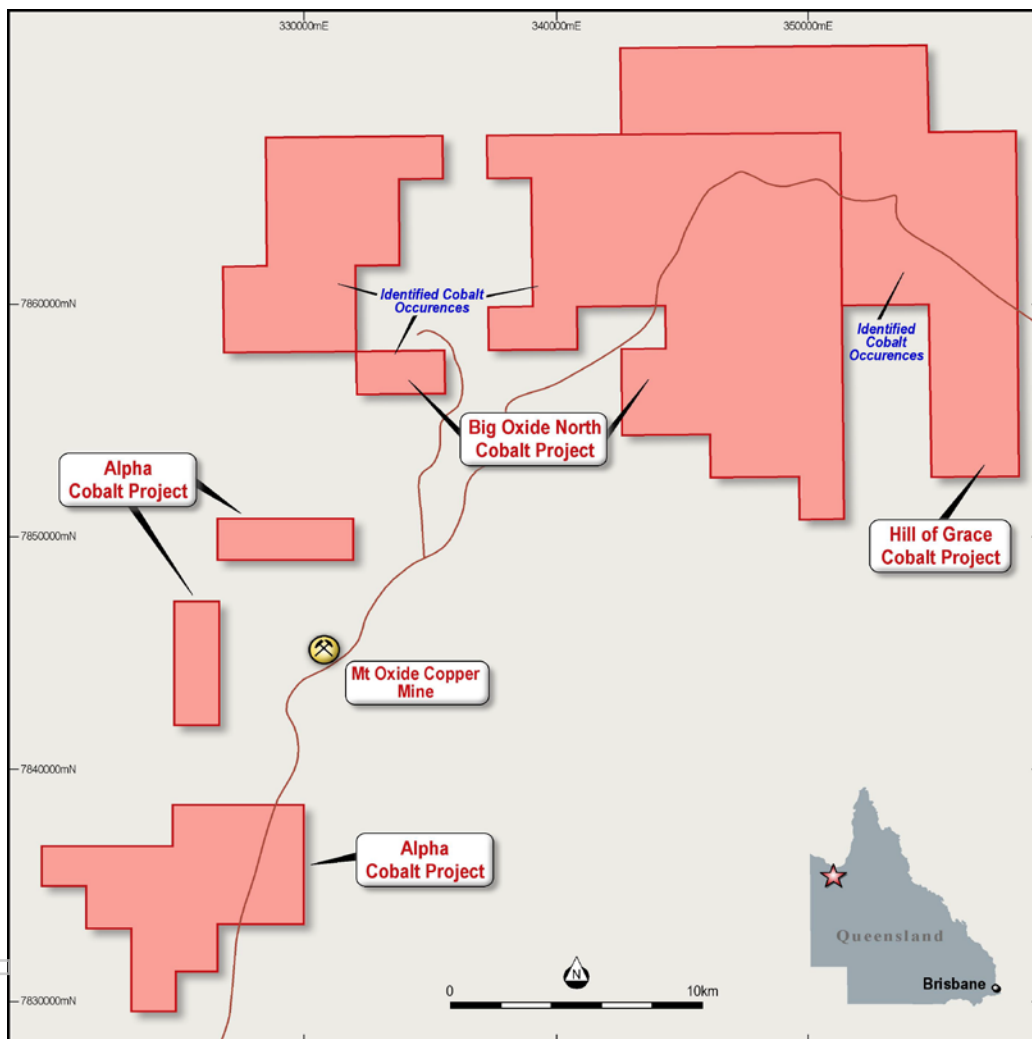 330000mE
340000mE
350000mE
7860000mN
Identified Cobalt
Occurences
Identified
Cobalt
Occurences
Big Oxide North
Cobalt Project
Alpha
Cobalt Project
7850000mN
Hill of Grace
Cobalt Project
Mt Oxide Copper
Mine
7840000mN
Alpha
Cobalt Project
Queensland
Brisbane
N
0
10km
7830000mN